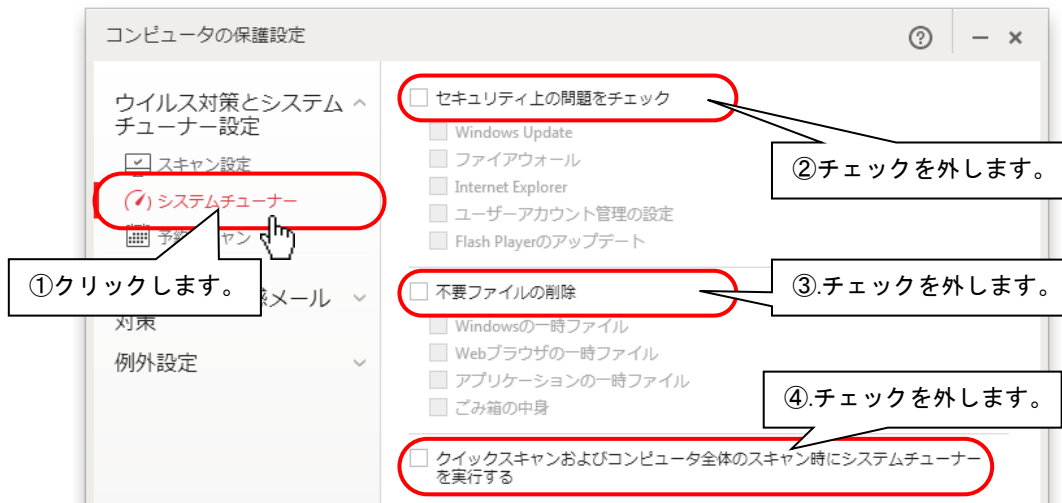 コンピュータの保護設定
ウイルス対策とシステム
チューナー設定
スキャン設定
システムチューナー
予約 ャン
①クリックします。
メール
対策
例外設定
セキュリティ上の問題をチェック
Windows Update
ファイアウォール
Internet Explorer
ユーザーアカウント管理の設定
Flash Playerのアップデート
②チェックを外します。
不要ファイルの削除
③.チェックを外します。
Windowsの一時ファイル
Webブラウザの一時ファイル
アプリケーションの一時ファイル
ごみ箱の中身
④.チェックを外します。
クイックスキャンおよびコンピュータ全体のスキャン時にシステムチューナー
を実行する